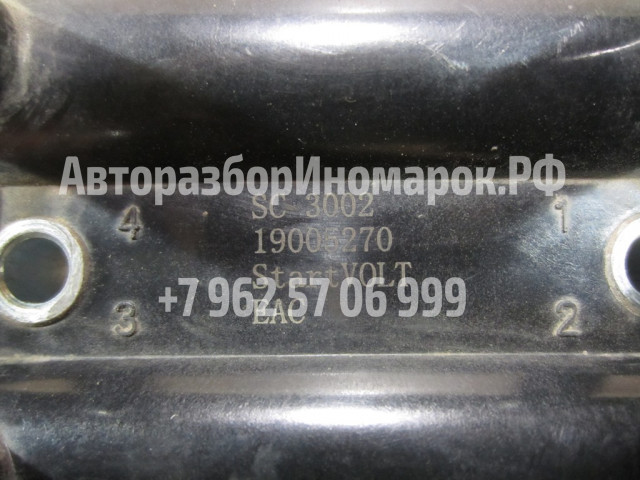 АвторазборИномарок.РФ
4 SC 3002 1
19005270
StartVOLT
+7 962 57 06 999
3 EAC 2